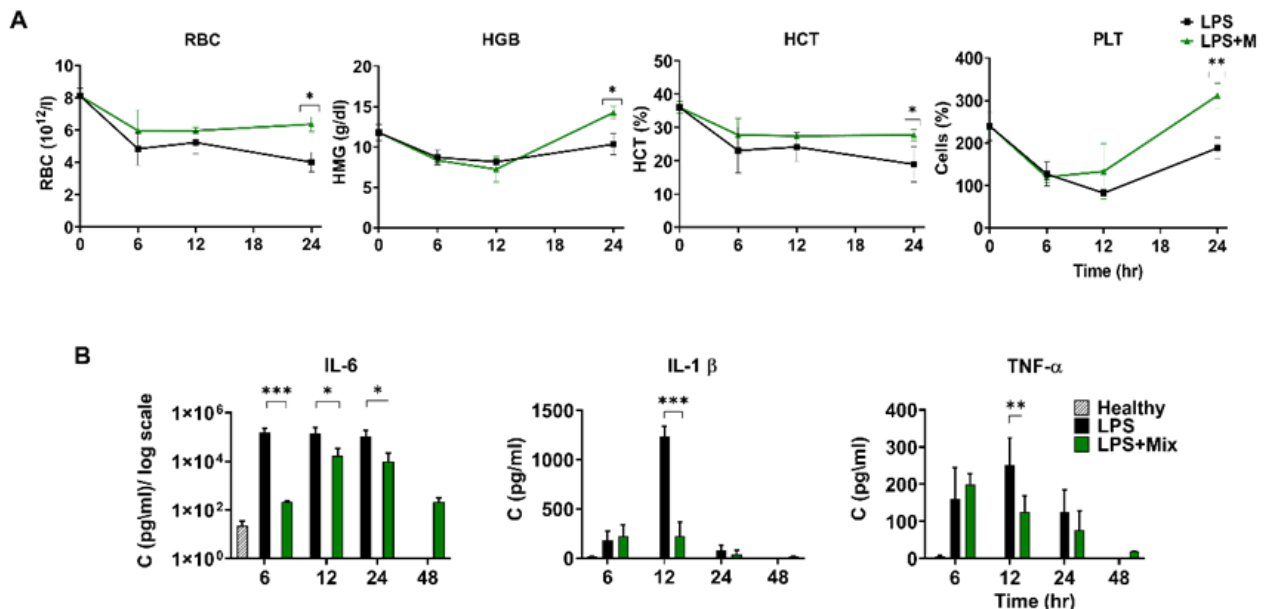 A
RBC
HGB
HCT
PLT
LPS
LPS+M
RBC (10¹²/l)
10
8
6
4
2
0
*
0 6 12 18 24
HMG (g/dl)
20
15
10
5
0
*
0 6 12 18 24
HCT (%)
50
40
30
20
10
0
*
0 6 12 18 24
Cells (%)
400
300
200
100
0
**
0 6 12 18 24
Time (hr)
B
IL-6
IL-1 β
TNF-α
C (pg\ml)/ log scale
1×10⁶
1×10⁴
1×10²
1×10⁰
***
*
*
6 12 24 48
C (pg/ml)
1500
1000
500
0
***
6 12 24 48
C (pg\ml)
400
300
200
100
0
**
6 12 24 48
Time (hr)
Healthy
LPS
LPS+Mix